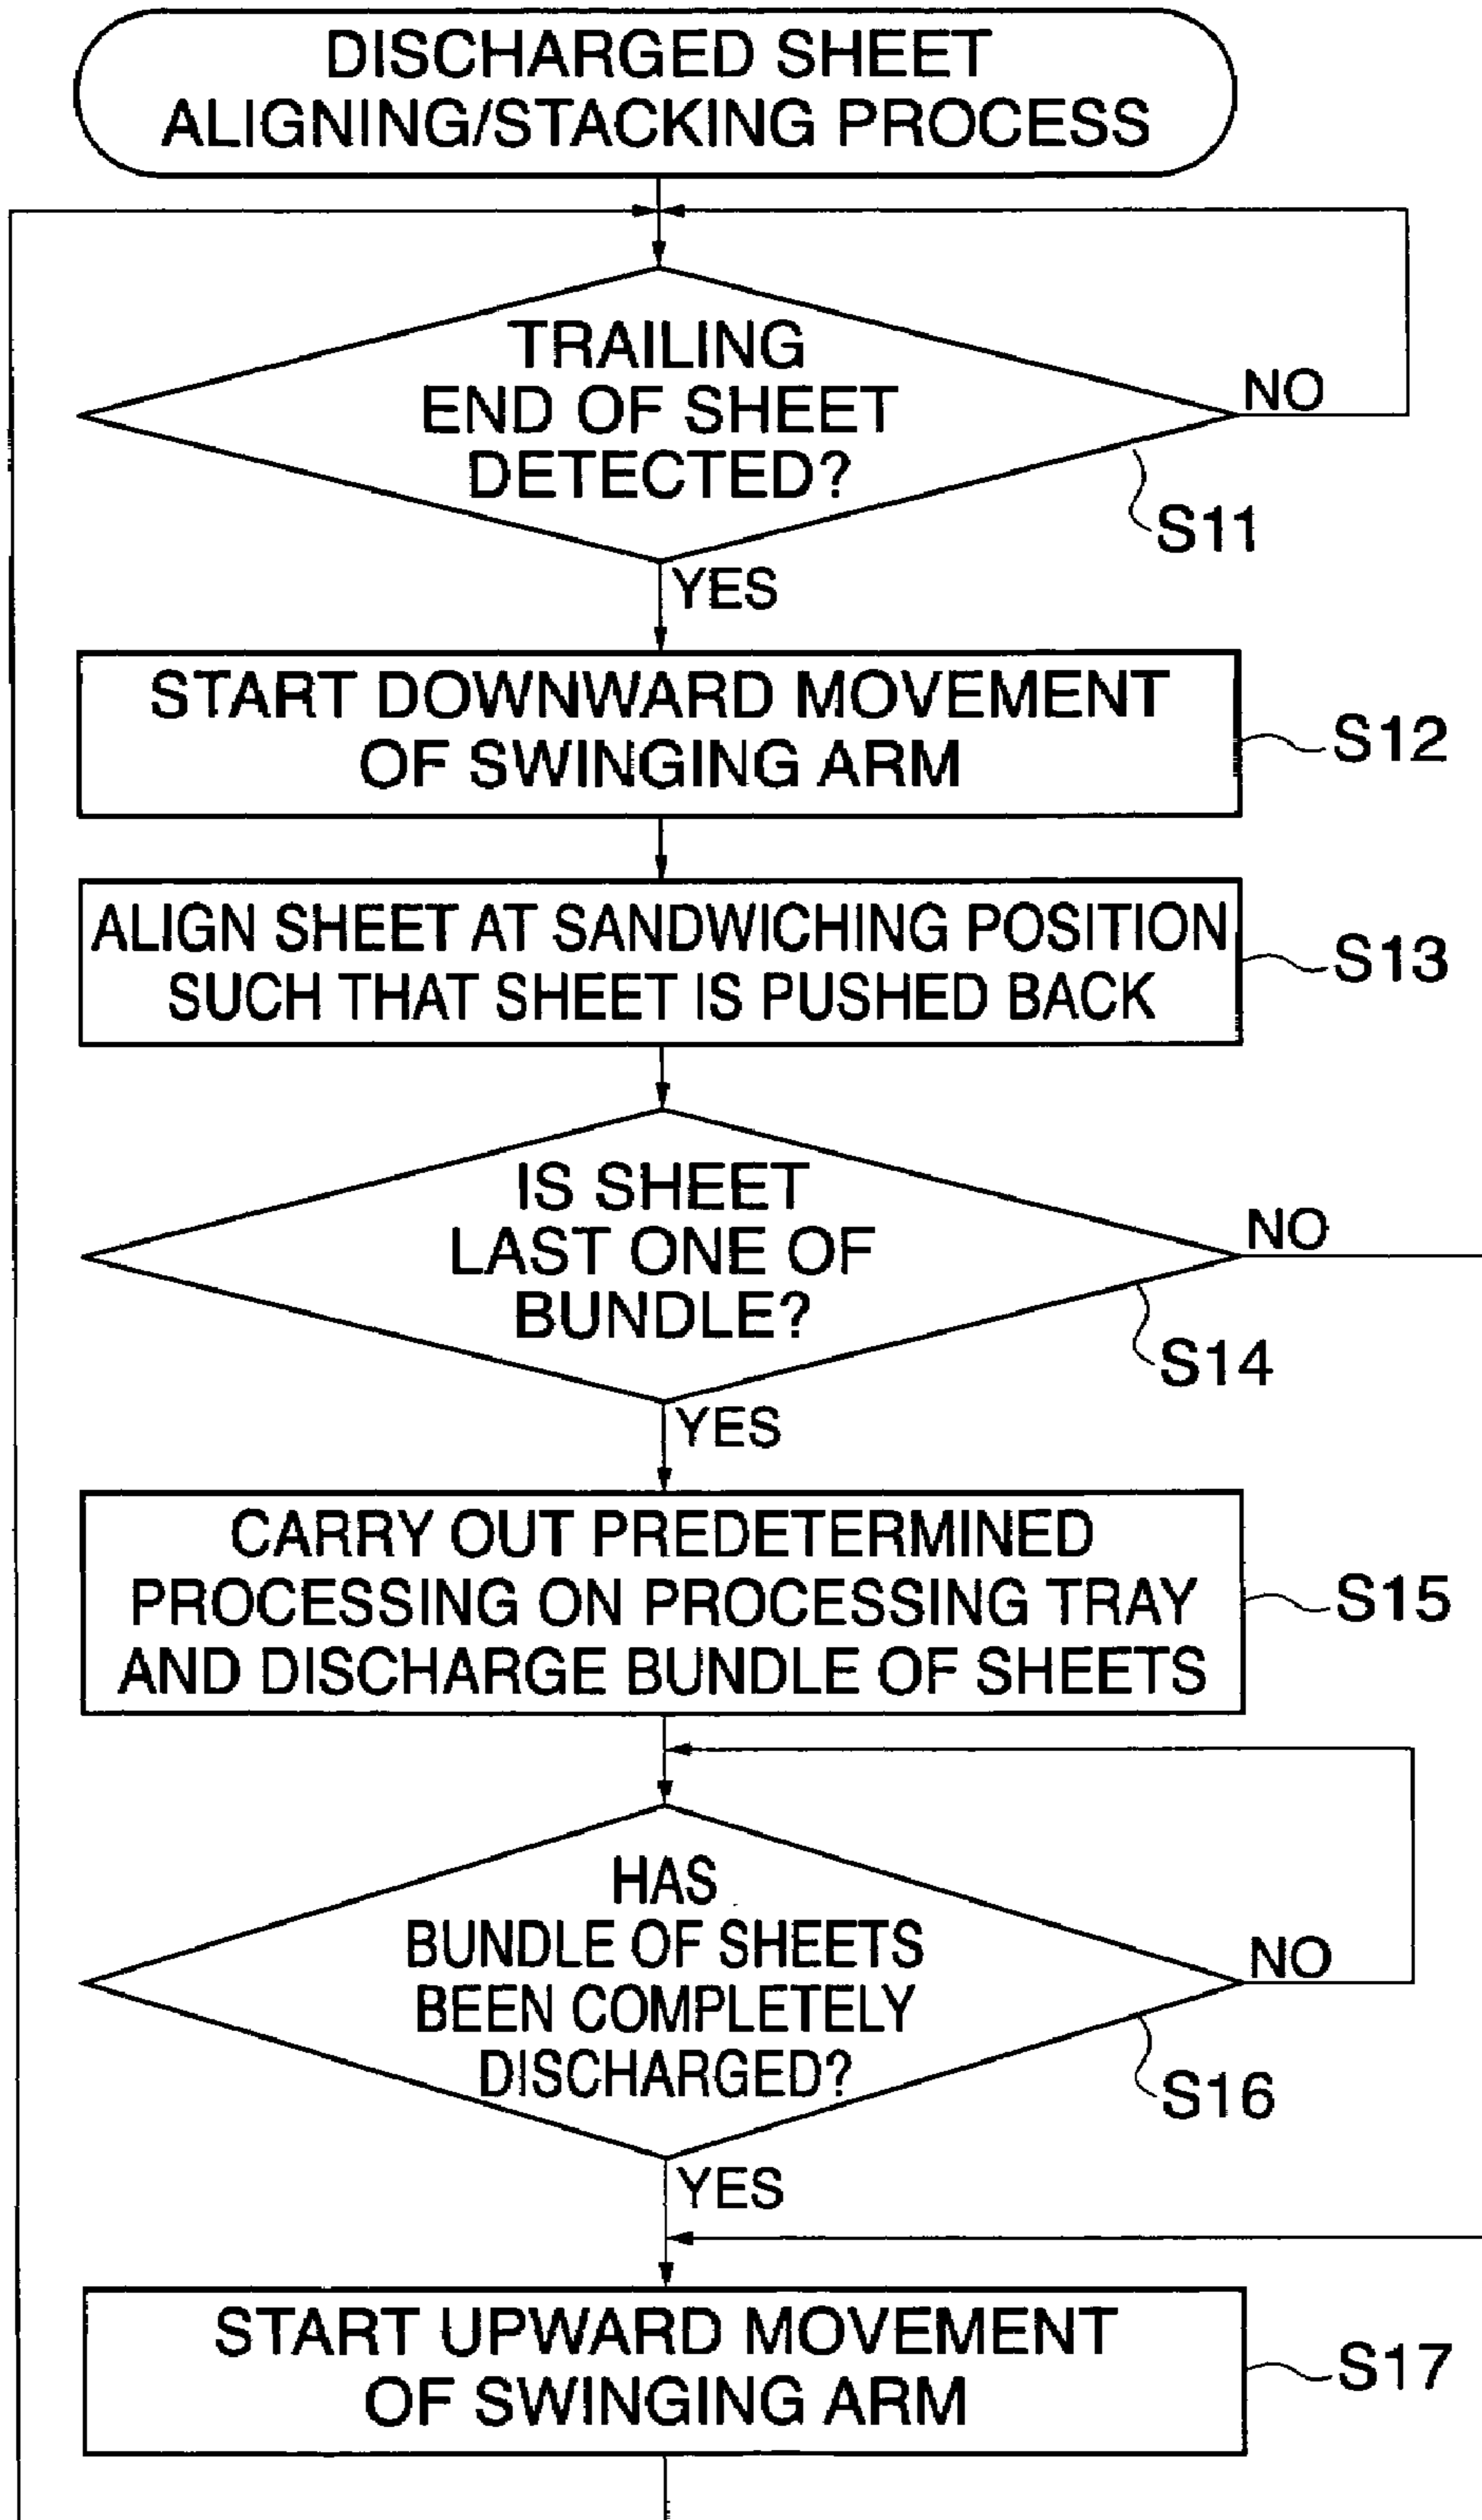 DISCHARGED SHEET
ALIGNING/STACKING PROCESS
TRAILING
END OF SHEET
DETECTED?
NO
S11
YES
START DOWNWARD MOVEMENT
OF SWINGING ARM
S12
ALIGN SHEET AT SANDWICHING POSITION
SUCH THAT SHEET IS PUSHED BACK
S13
IS SHEET
LAST ONE OF
BUNDLE?
NO
S14
YES
CARRY OUT PREDETERMINED
PROCESSING ON PROCESSING TRAY
AND DISCHARGE BUNDLE OF SHEETS
S15
HAS
BUNDLE OF SHEETS
BEEN COMPLETELY
DISCHARGED?
NO
S16
YES
START UPWARD MOVEMENT
OF SWINGING ARM
S17